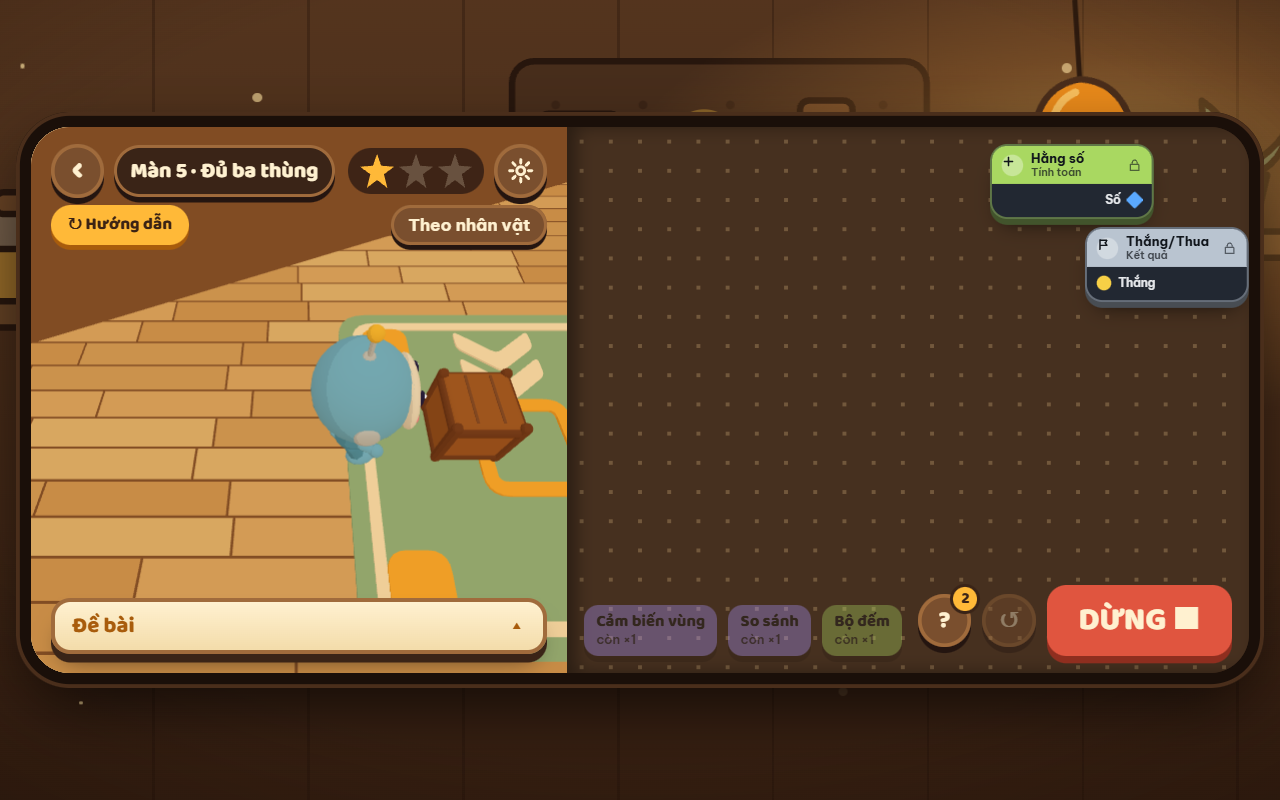 Màn 5 • Đủ ba thùng
Hướng dẫn
Theo nhân vật
Đề bài
Hằng số
Tính toán
Số
Thắng/Thua
Kết quả
Thắng
Cảm biến vùng
còn ×1
So sánh
còn ×1
Bộ đếm
còn ×1
?
2
DỪNG